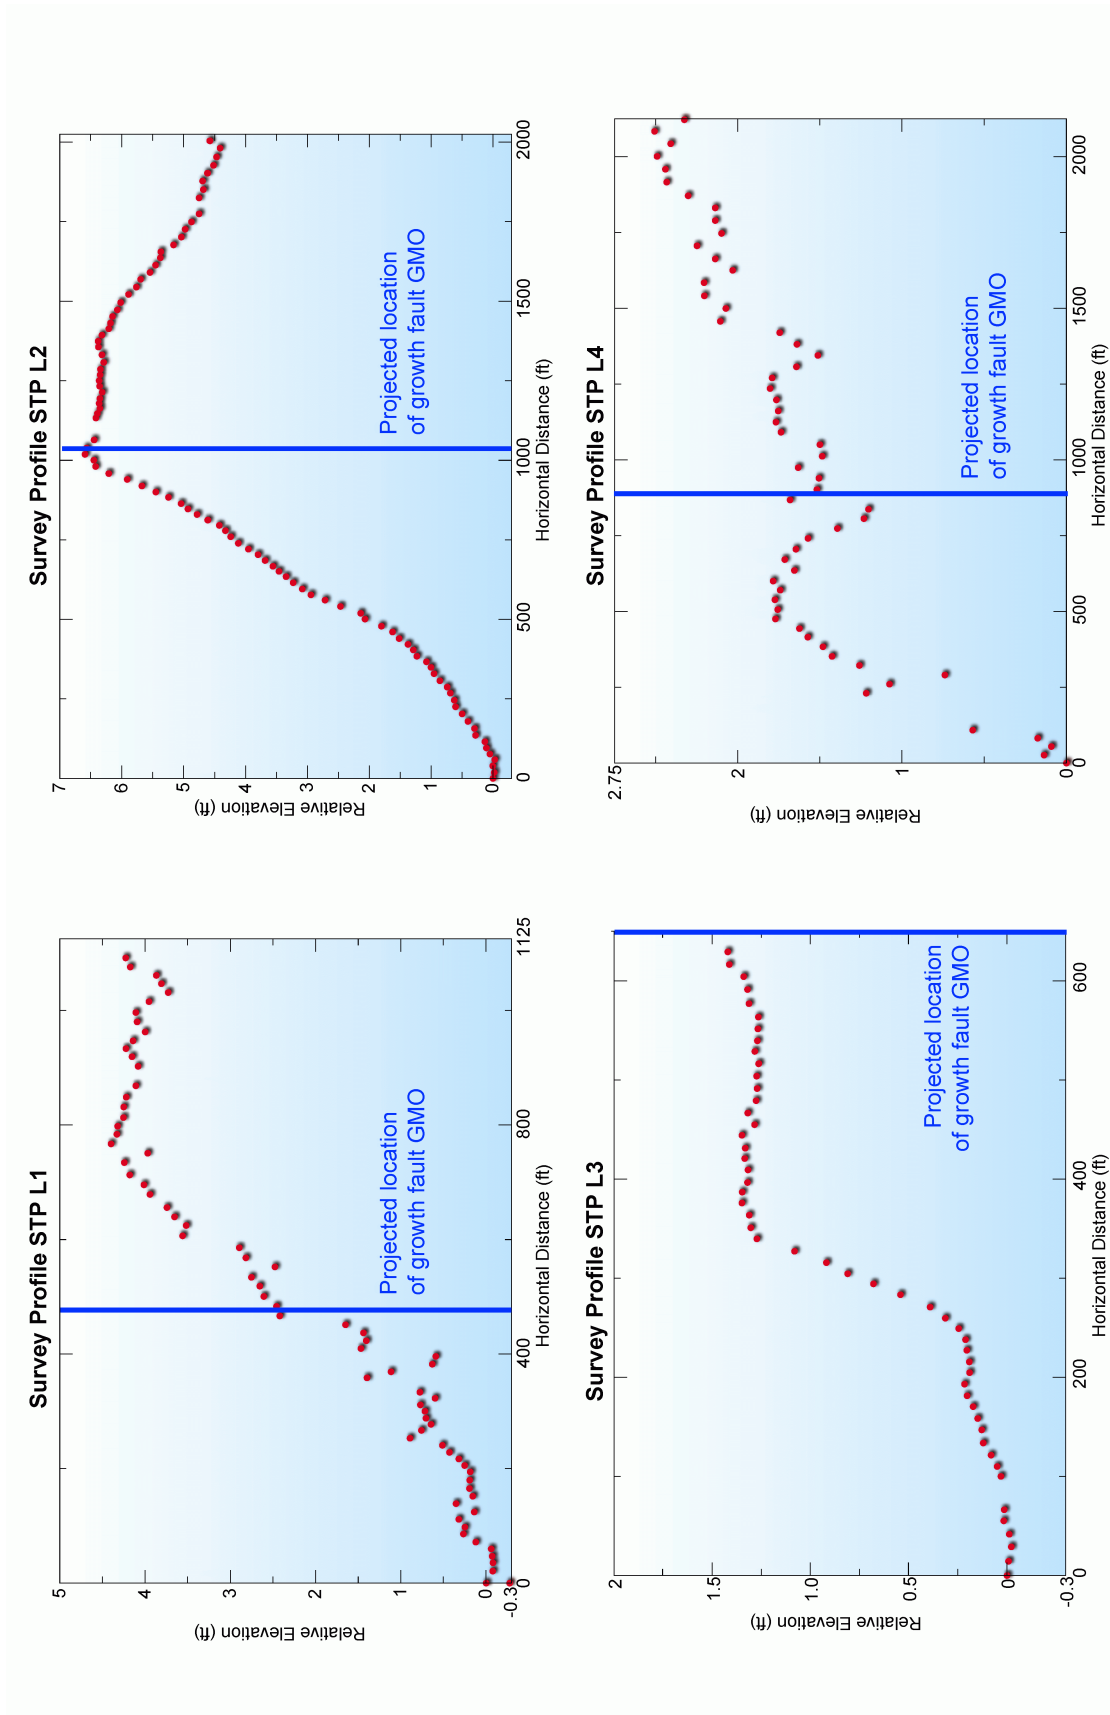 Survey Profile STP L1
Relative Elevation (ft)
5
4
3
2
1
0
-0.3
0
400
800
1125
Horizontal Distance (ft)
Projected location
of growth fault GMO
Survey Profile STP L2
Relative Elevation (ft)
7
6
5
4
3
2
1
0
0
500
1000
1500
2000
Horizontal Distance (ft)
Projected location
of growth fault GMO
Survey Profile STP L3
Relative Elevation (ft)
2
1.5
1.0
0.5
0
-0.3
0
200
400
600
Horizontal Distance (ft)
Projected location
of growth fault GMO
Survey Profile STP L4
Relative Elevation (ft)
2.75
2
1
0
0
500
1000
1500
2000
Horizontal Distance (ft)
Projected location
of growth fault GMO